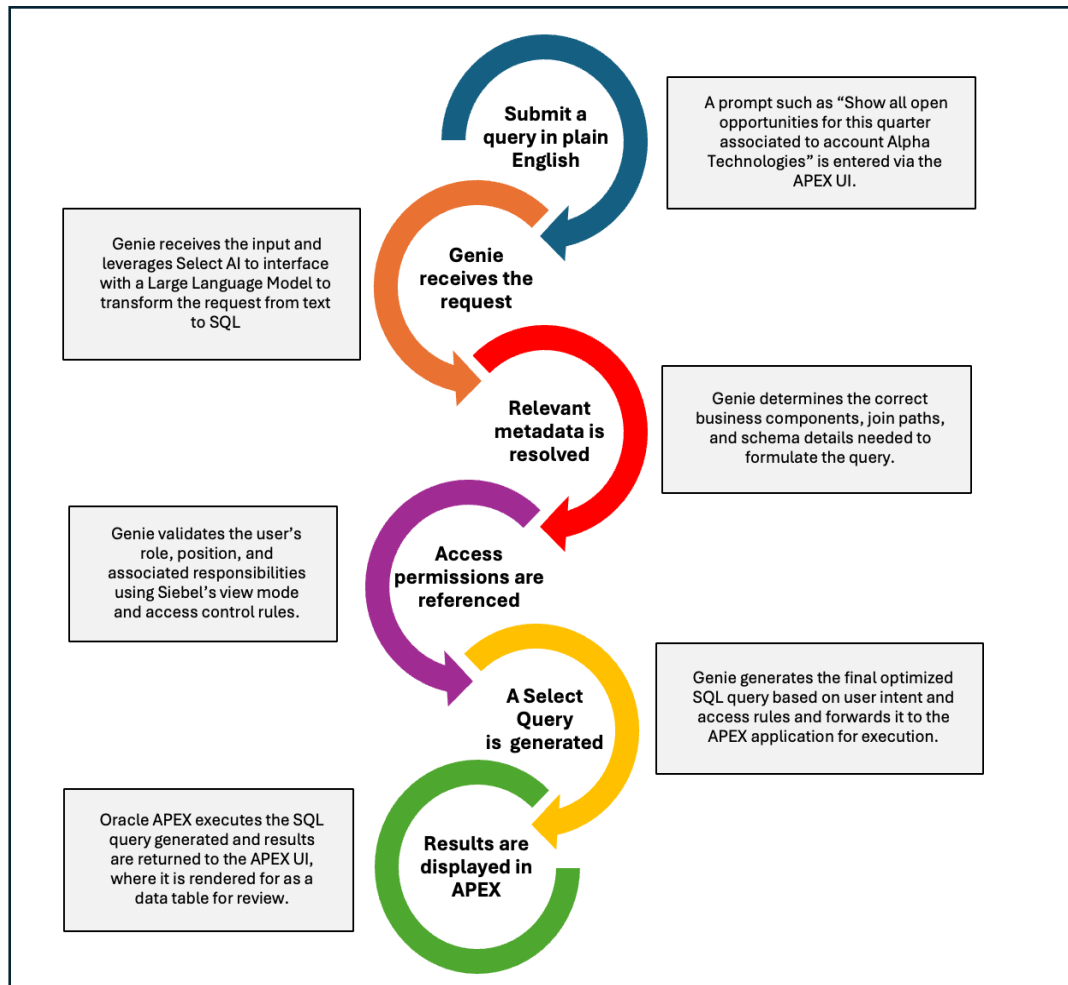 Submit a
query in plain
English
A prompt such as “Show all open
opportunities for this quarter
associated to account Alpha
Technologies” is entered via the
APEX UI.
Genie
receives the
request
Genie receives the input and
leverages Select AI to interface
with a Large Language Model to
transform the request from text
to SQL
Relevant
metadata is
resolved
Genie determines the correct
business components, join paths,
and schema details needed to
formulate the query.
Access
permissions are
referenced
Genie validates the user’s
role, position, and
associated responsibilities
using Siebel’s view mode
and access control rules.
A Select
Query
is generated
Genie generates the final optimized
SQL query based on user intent and
access rules and forwards it to the
APEX application for execution.
Results are
displayed in
APEX
Oracle APEX executes the SQL
query generated and results
are returned to the APEX UI,
where it is rendered for as a
data table for review.